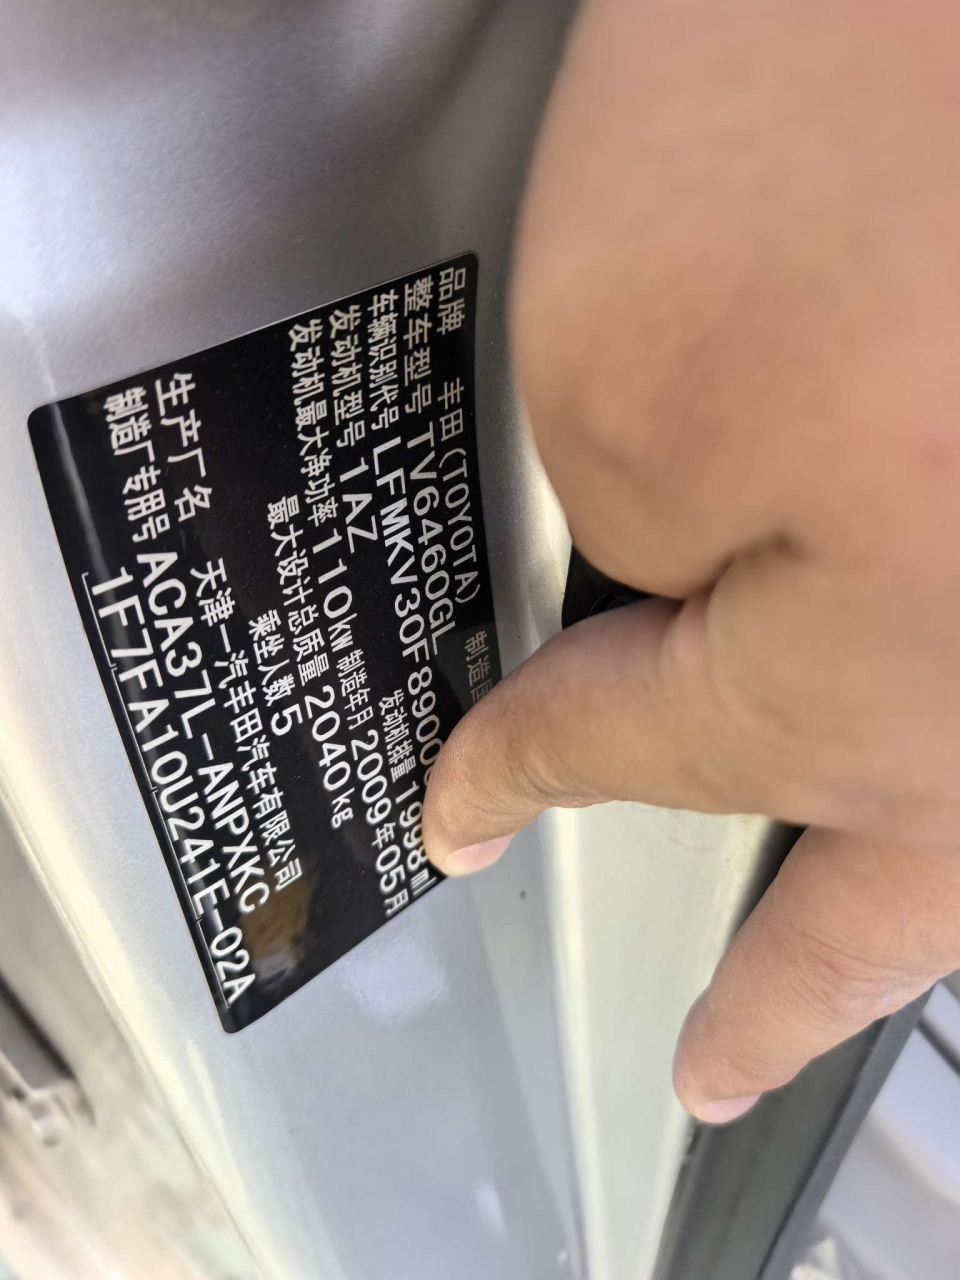 品牌 丰田(TOYOTA) 制造国
整车型号 TV6460GL
车辆识别代号 LFMKV30F8900
发动机型号 1AZ 发动机排量 1998ml
发动机最大净功率 110kW 制造年月 2009年05月
最大设计总质量 2040kg
乘坐人数 5
生产厂名 天津一汽丰田汽车有限公司
制造厂专用号 ACA37L-ANPXKC
1F7FA10U241E-02A